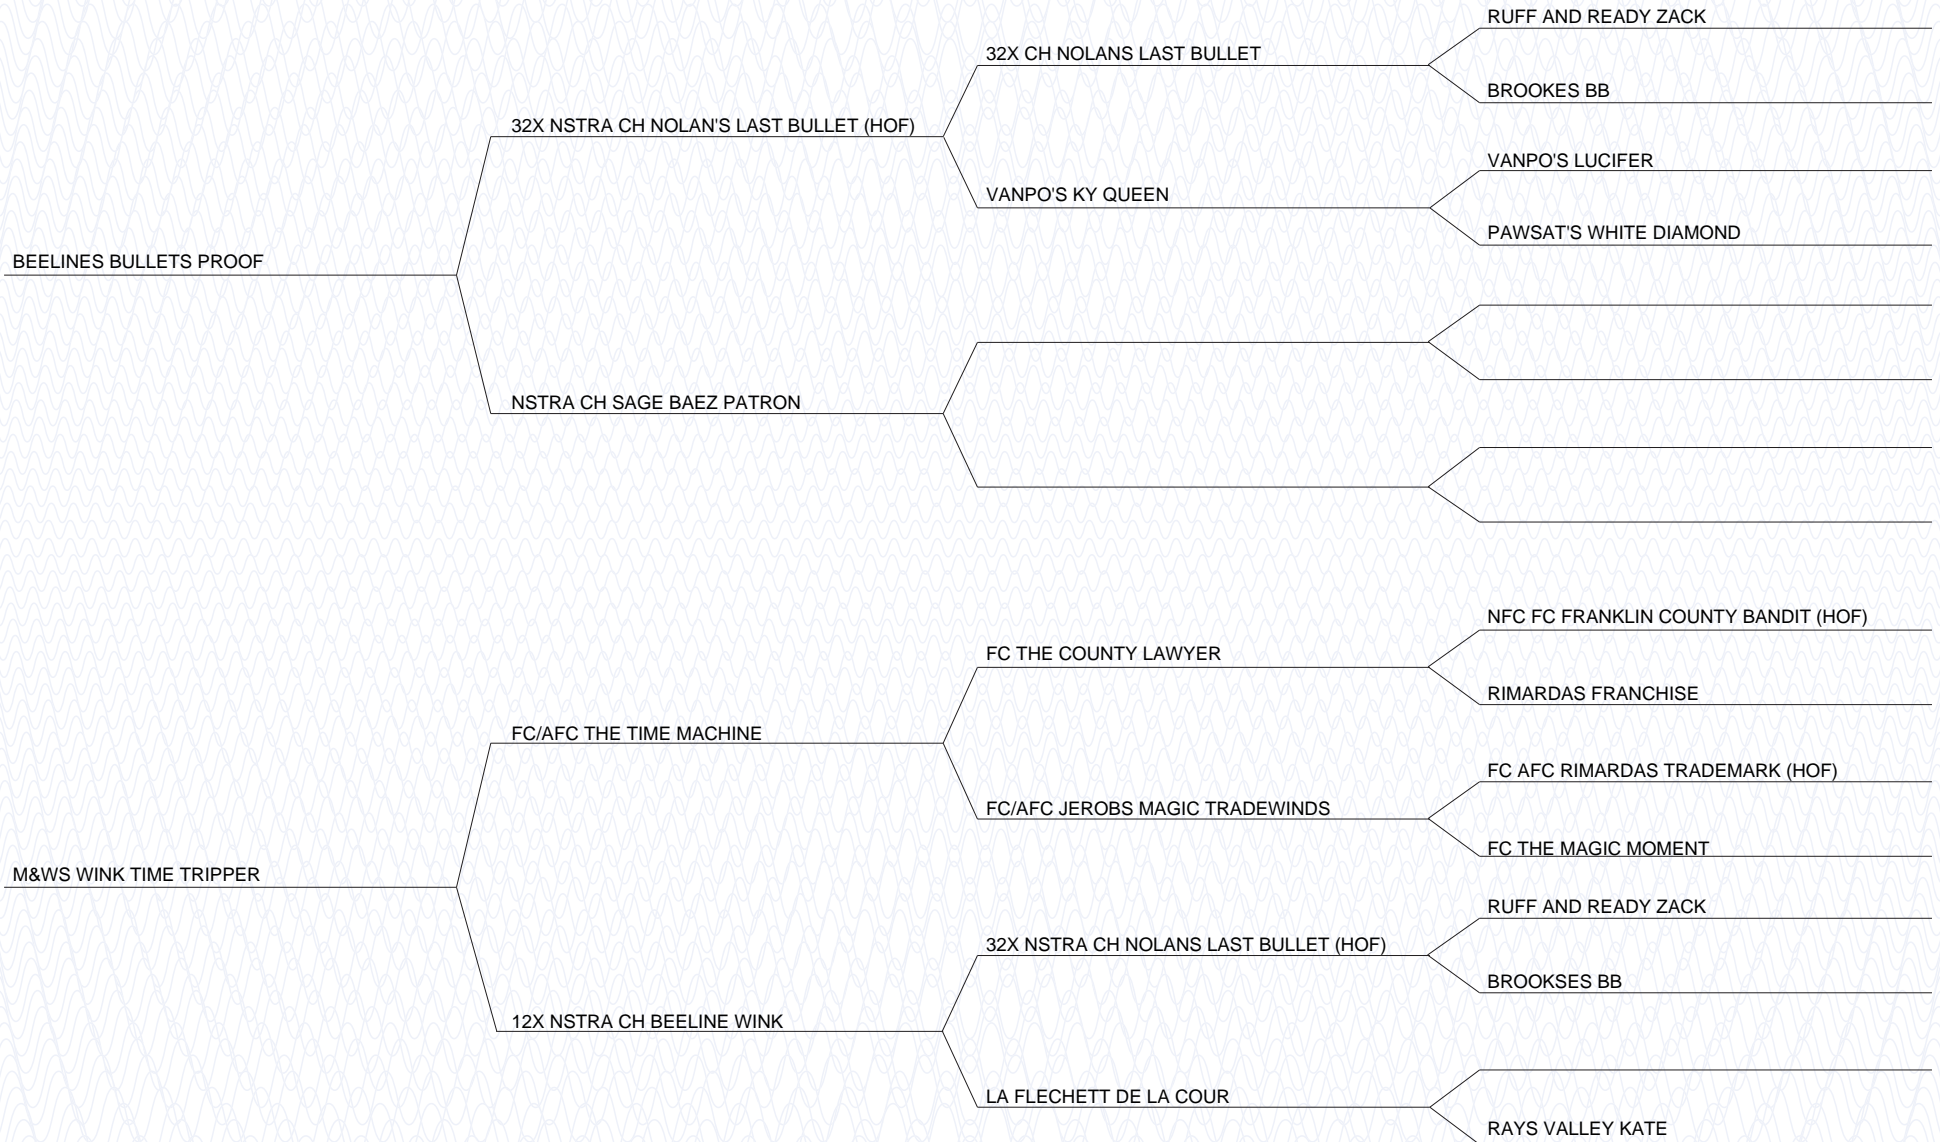 RUFF AND READY ZACK
32X CH NOLANS LAST BULLET
BROOKES BB
32X NSTRA CH NOLAN'S LAST BULLET (HOF)
VANPO'S LUCIFER
VANPO'S KY QUEEN
PAWSAT'S WHITE DIAMOND
BEELINES BULLETS PROOF
NSTRA CH SAGE BAEZ PATRON
NFC FC FRANKLIN COUNTY BANDIT (HOF)
FC THE COUNTY LAWYER
RIMARDAS FRANCHISE
FC/AFC THE TIME MACHINE
FC AFC RIMARDAS TRADEMARK (HOF)
FC/AFC JEROBS MAGIC TRADEWINDS
FC THE MAGIC MOMENT
M&WS WINK TIME TRIPPER
RUFF AND READY ZACK
32X NSTRA CH NOLANS LAST BULLET (HOF)
BROOKSES BB
12X NSTRA CH BEELINE WINK
LA FLECHETT DE LA COUR
RAYS VALLEY KATE